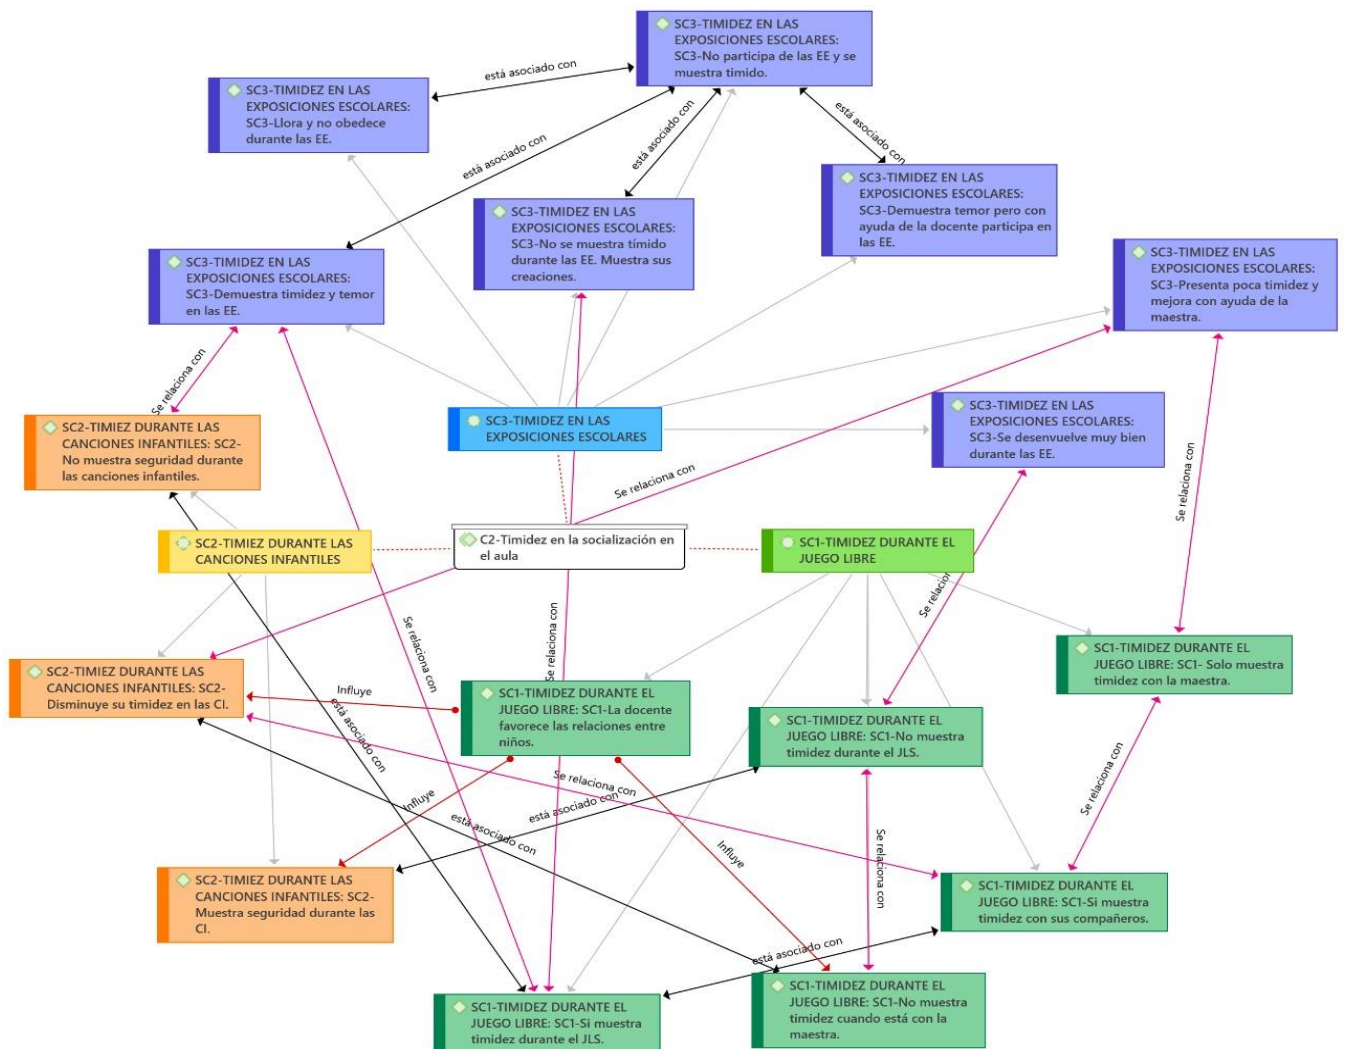 SC3-TIMIDEZ EN LAS
EXPOSICIONES ESCOLARES:
SC3-No participa de las EE y se
muestra timido.
está asociado con
SC3-TIMIDEZ EN LAS
EXPOSICIONES ESCOLARES:
SC3-Llora y no obedece
durante las EE.
está asociado con
está asociado con
está asociado con
SC3-TIMIDEZ EN LAS
EXPOSICIONES ESCOLARES:
SC3-Demuestra temor pero con
ayuda de la docente participa en
las EE.
SC3-TIMIDEZ EN LAS
EXPOSICIONES ESCOLARES:
SC3-No se muestra tímido
durante las EE. Muestra sus
creaciones.
SC3-TIMIDEZ EN LAS
EXPOSICIONES ESCOLARES:
SC3-Presenta poca timidez y
mejora con ayuda de la
maestra.
SC3-TIMIDEZ EN LAS
EXPOSICIONES ESCOLARES:
SC3-Demuestra timidez y temor
en las EE.
Se relaciona con
SC3-TIMIDEZ EN LAS
EXPOSICIONES ESCOLARES:
SC3-Se desenvuelve muy bien
durante las EE.
SC3-TIMIDEZ EN LAS
EXPOSICIONES ESCOLARES
SC2-TIMIEZ DURANTE LAS
CANCIONES INFANTILES: SC2-
No muestra seguridad durante
las canciones infantiles.
Se relaciona con
Se relaciona con
SC2-TIMIEZ DURANTE LAS
CANCIONES INFANTILES
C2-Timidez en la socialización en
el aula
SC1-TIMIDEZ DURANTE EL
JUEGO LIBRE
Se relacion
Se relaciona con
Se relaciona con
SC1-TIMIDEZ DURANTE EL
JUEGO LIBRE: SC1- Solo muestra
timidez con la maestra.
SC2-TIMIEZ DURANTE LAS
CANCIONES INFANTILES: SC2-
Disminuye su timidez en las CI.
Influye
SC1-TIMIDEZ DURANTE EL
JUEGO LIBRE: SC1-La docente
favorece las relaciones entre
niños.
SC1-TIMIDEZ DURANTE EL
JUEGO LIBRE: SC1-No muestra
timidez durante el JLS.
está asociado con
Se relaciona con
Se relaciona con
Influye
está asociado con
está asociado con
Influye
Se relaciona con
SC2-TIMIEZ DURANTE LAS
CANCIONES INFANTILES: SC2-
Muestra seguridad durante las
CI.
SC1-TIMIDEZ DURANTE EL
JUEGO LIBRE: SC1-Si muestra
timidez con sus compañeros.
está asociado con
SC1-TIMIDEZ DURANTE EL
JUEGO LIBRE: SC1-Si muestra
timidez durante el JLS.
SC1-TIMIDEZ DURANTE EL
JUEGO LIBRE: SC1-No muestra
timidez cuando está con la
maestra.